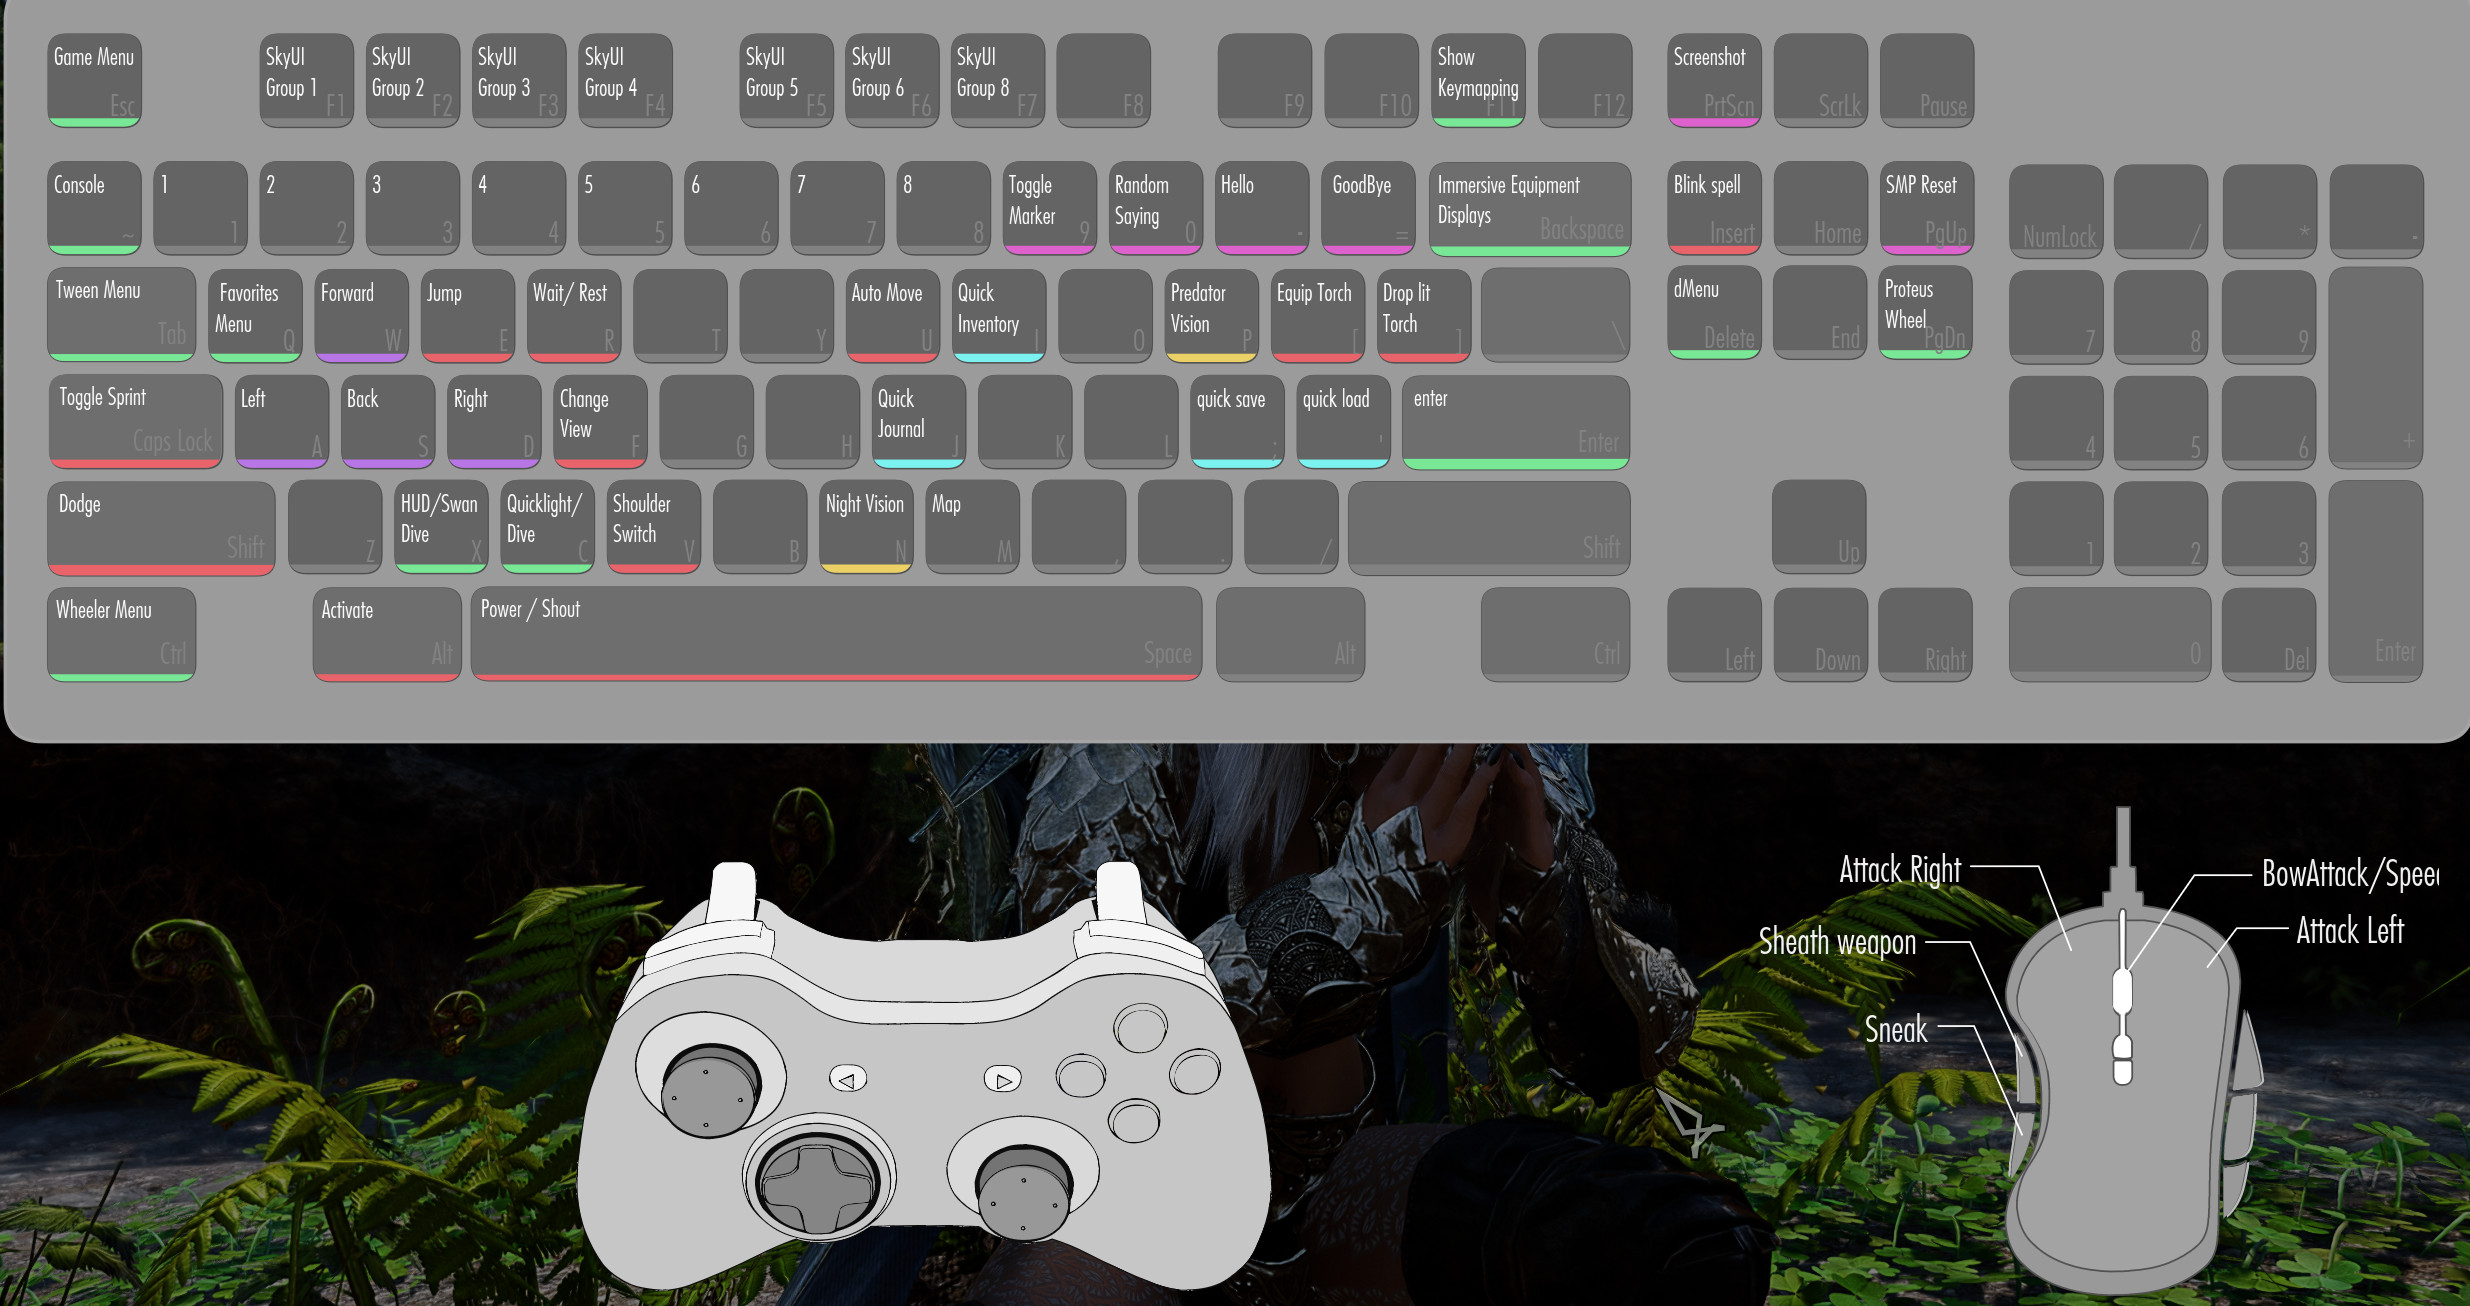 Game Menu
Esc
SkyUI
Group 1
F1
SkyUI
Group 2
F2
SkyUI
Group 3
F3
SkyUI
Group 4
F4
SkyUI
Group 5
F5
SkyUI
Group 6
F6
SkyUI
Group 8
F7
F8
F9
F10
Show
Keymapping
F11
F12
Screenshot
PrtScn
ScrLk
Pause
Console
~
1
1
2
2
3
3
4
4
5
5
6
6
7
7
8
8
Toggle
Marker
9
Random
Saying
0
Hello
-
GoodBye
=
Immersive Equipment
Displays
Backspace
Blink spell
Insert
Home
SMP Reset
PgUp
NumLock
/
*
-
Tween Menu
Tab
Favorites
Menu
Q
Forward
W
Jump
E
Wait/ Rest
R
T
Y
Auto Move
U
Quick
Inventory
I
O
Predator
Vision
P
Equip Torch
[
Drop lit
Torch
]
\
dMenu
Delete
End
Proteus
Wheel
PgDn
7
8
9
+
Toggle Sprint
Caps Lock
Left
A
Back
S
Right
D
Change
View
F
G
H
Quick
Journal
J
K
L
quick save
;
quick load
'
enter
Enter
4
5
6
Dodge
Shift
Z
HUD/Swan
Dive
X
Quicklight/
Dive
C
Shoulder
Switch
V
B
Night Vision
N
Map
M
,
.
/
Shift
Up
1
2
3
Enter
Wheeler Menu
Ctrl
Activate
Alt
Power / Shout
Space
Alt
Ctrl
Left
Down
Right
0
Del
Attack Right
BowAttack/Speed
Attack Left
Sheath weapon
Sneak